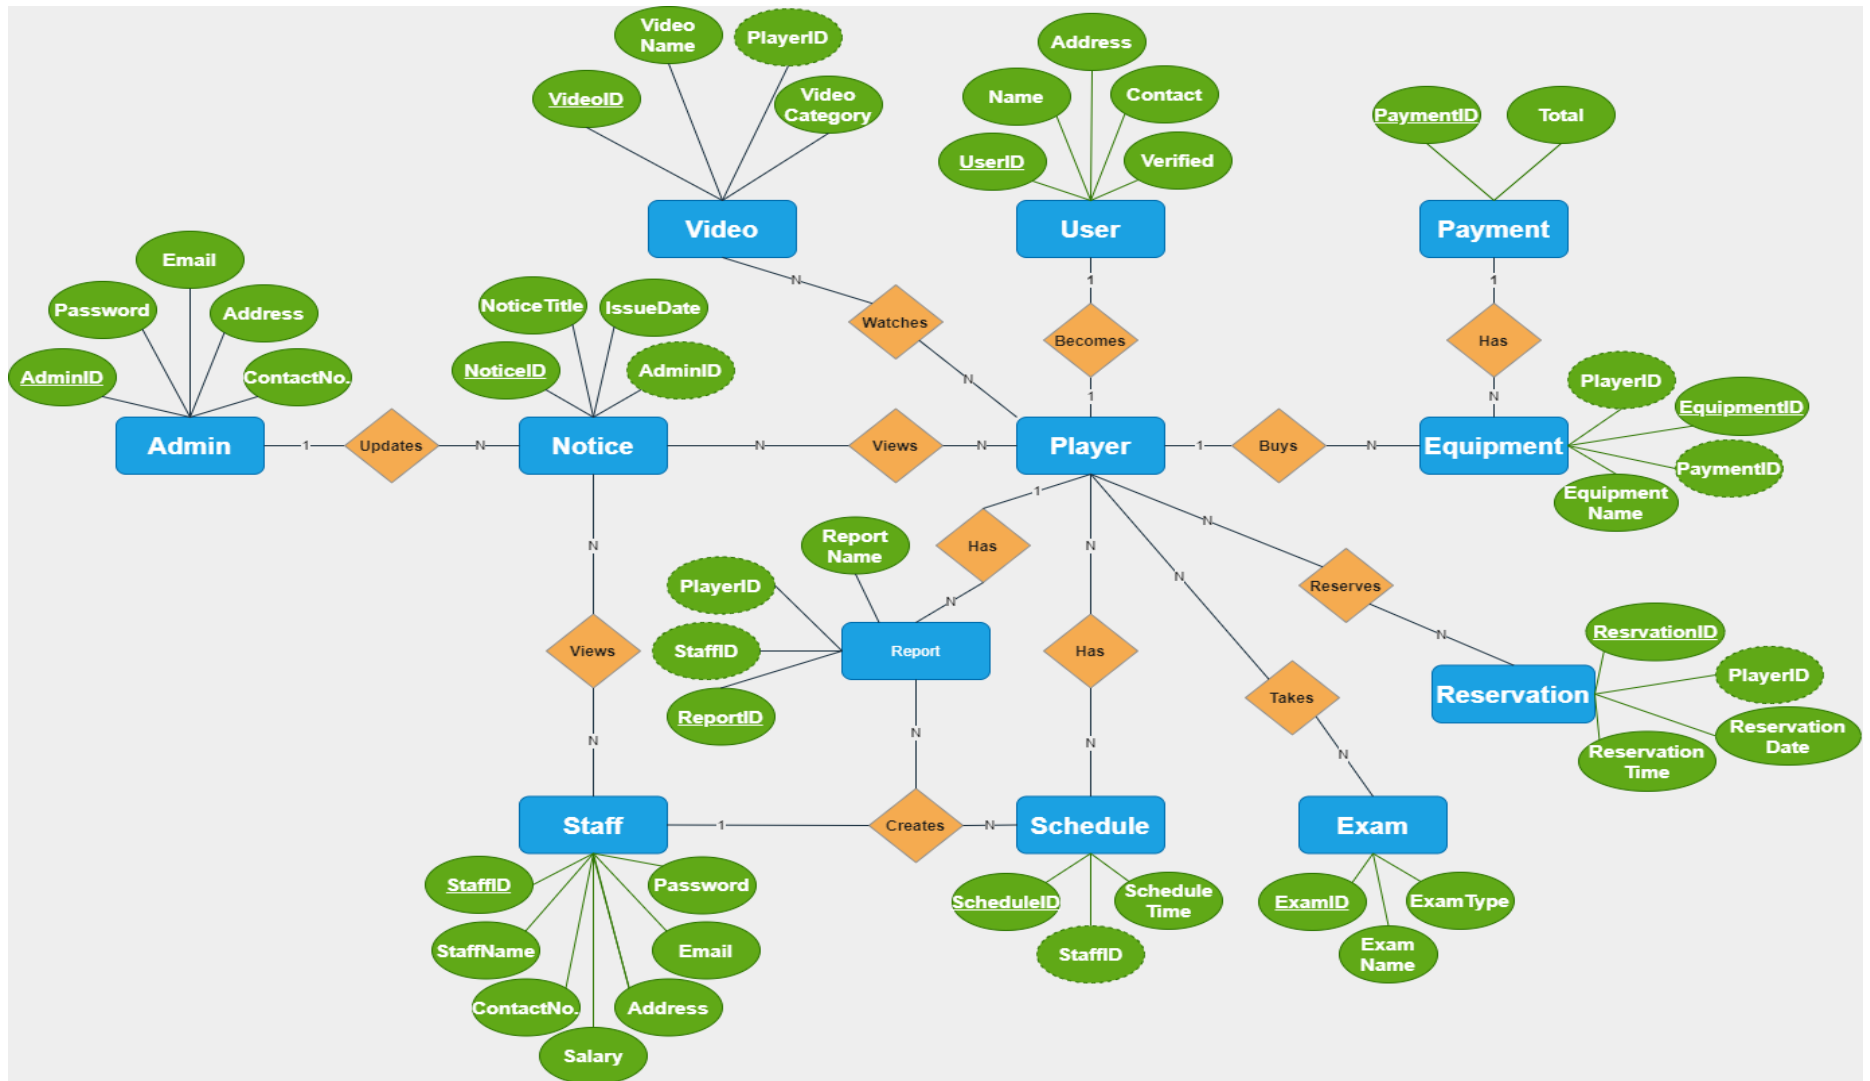 Video
Name
PlayerID
VideoID
Video
Category
Address
Name
Contact
UserID
Verified
PaymentID
Total
Video
User
Payment
Email
Password
Address
AdminID
ContactNo.
NoticeTitle
IssueDate
NoticeID
AdminID
N
Watches
N
1
Becomes
1
1
Has
N
PlayerID
EquipmentID
PaymentID
Equipment
Name
Admin
1
Updates
N
Notice
N
Views
N
Player
1
Buys
N
Equipment
N
Views
N
Report
Name
PlayerID
StaffID
ReportID
1
Has
N
Report
N
N
Has
N
N
Takes
N
N
Reserves
N
Reservation
ResrvationID
PlayerID
Reservation
Date
Reservation
Time
Staff
1
Creates
N
Schedule
Exam
StaffID
Password
StaffName
Email
ContactNo.
Address
Salary
ScheduleID
Schedule
Time
StaffID
ExamID
ExamType
Exam
Name